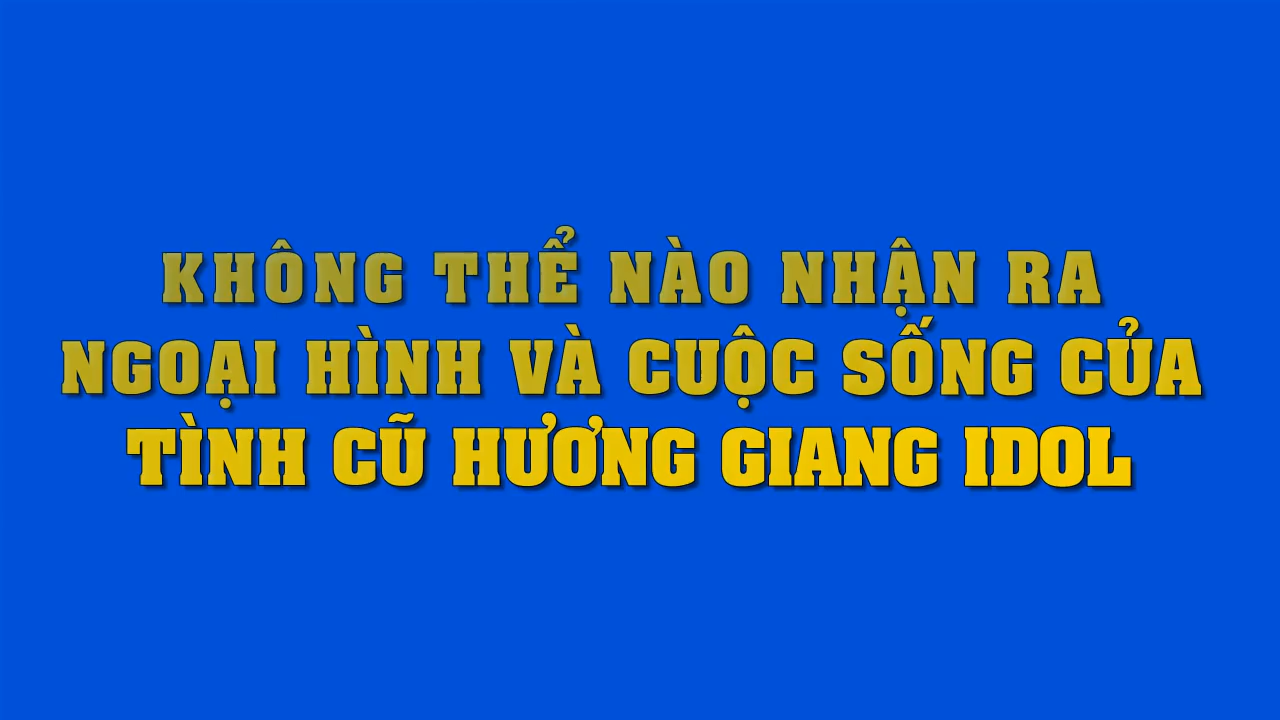 KHÔNG THỂ NÀO NHẬN RA
NGOẠI HÌNH VÀ CUỘC SỐNG CỦA
TÌNH CŨ HƯƠNG GIANG IDOL